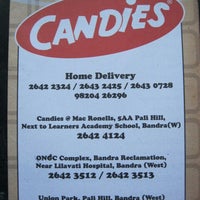 CANDIES
Home Delivery
2642 2324 / 2643 2425 / 2643 0728
98204 26296
Candies @ Mac Ronells, 5AA Pali Hill,
Next to Learners Academy School, Bandra(W)
2642 4124
ONGC Complex, Bandra Reclamation,
Near Lilavati Hospital, Bandra (West)
2642 3512 / 2642 3513
Union Park, Pali Hill, Bandra (West)